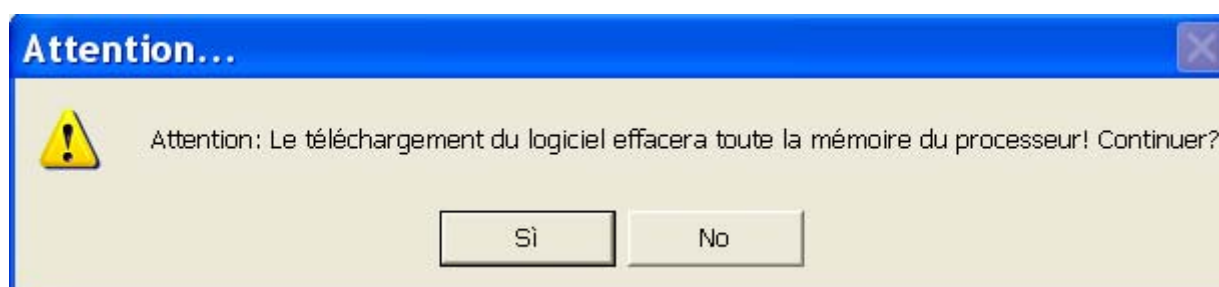 Attention...
Attention: Le téléchargement du logiciel effacera toute la mémoire du processeur! Continuer?
Sì
No